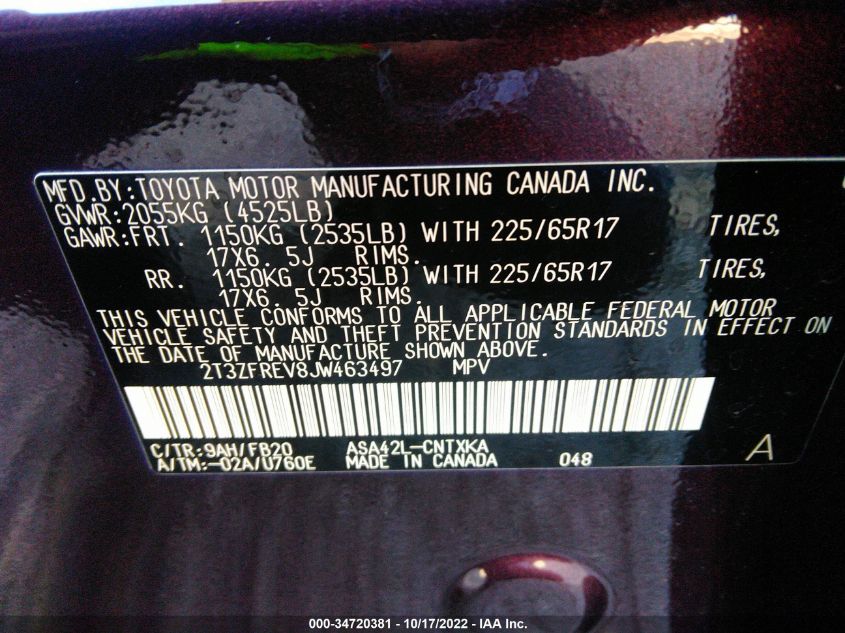 MFD.BY:TOYOTA MOTOR MANUFACTURING CANADA INC.
GVWR:2055KG (4525LB)
GAWR:FRT. 1150KG (2535LB) WITH 225/65R17 TIRES,
17X6. 5J RIMS.
RR. 1150KG (2535LB) WITH 225/65R17 TIRES,
17X6. 5J RIMS.
THIS VEHICLE CONFORMS TO ALL APPLICABLE FEDERAL MOTOR
VEHICLE SAFETY AND THEFT PREVENTION STANDARDS IN EFFECT ON
THE DATE OF MANUFACTURE SHOWN ABOVE.
2T3ZFREV8JW463497 MPV
C/TR:9AH/FB20 ASA42L-CNTXKA
A/TM:-02A/U760E MADE IN CANADA 048 A
000-34720381 - 10/17/2022 - IAA Inc.